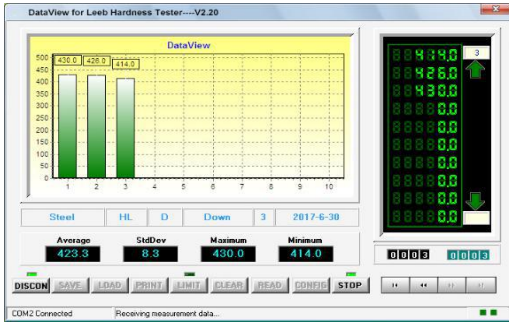 DataView for Leeb Hardness Tester----V2.20
DataView
500
450
400
350
300
250
200
150
100
50
0
430.0 426.0 414.0
1 2 3 4 5 6 7 8 9 10
3
414.0
426.0
430.0
0.0
0.0
0.0
0.0
0.0
0.0
0.0
Steel HL D Down 3 2017-6-30
Average StdDev Maximum Minimum
423.3 8.3 430.0 414.0
0003 0003
DISCON SAVE LOAD PRINT LIMIT CLEAR READ CONFIG STOP
COM2 Connected Receiving measurement data...